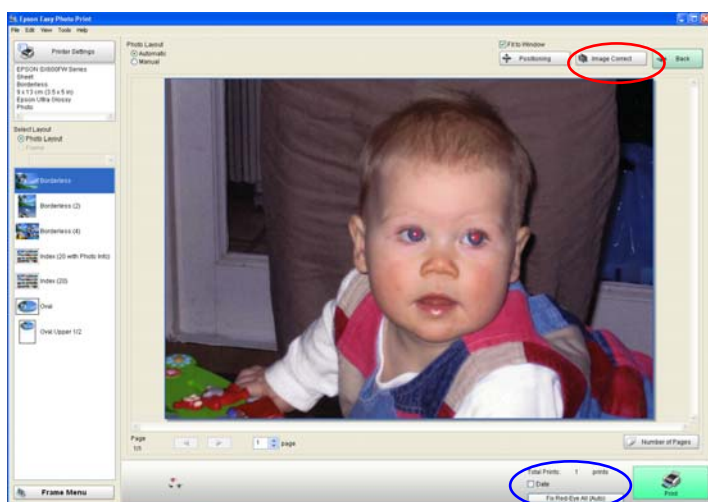 Epson Easy Photo Print
File Edit View Tools Help
Printer Settings
EPSON SX600FW Series
Sheet
Borderless
9 x 13 cm (3.5 x 5 in)
Epson Ultra Glossy
Photo
Select Layout
Photo Layout
Frame
Borderless
Borderless (2)
Borderless (4)
Index (20 with Photo Info)
Index (20)
Oval
Oval Upper 1/2
Frame Menu
Photo Layout
Automatic
Manual
Fit to Window
Positioning
Image Correct
Back
Page
1/1
1 page
Number of Pages
Total Prints: 1 prints
Date
Fix Red-Eye All (Auto)
Print